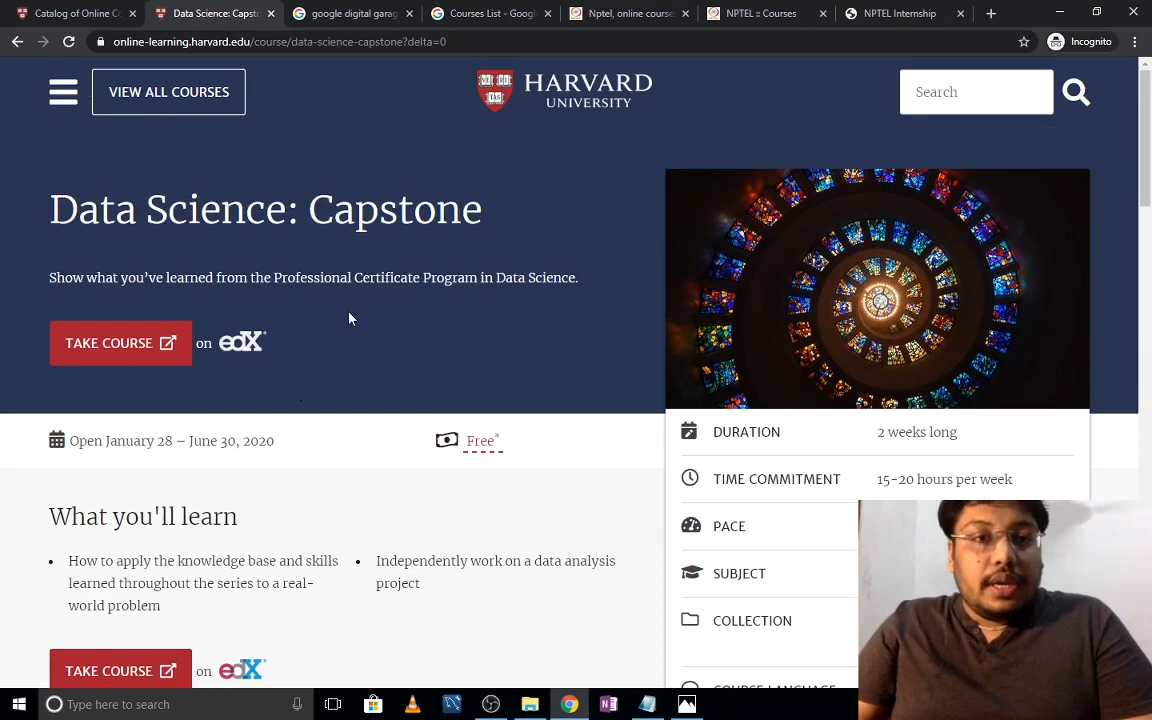 Catalog of Online Co
Data Science: Capsto
google digital garag
Courses List - Googl
Nptel, online course
NPTEL :: Courses
NPTEL Internship
online-learning.harvard.edu/course/data-science-capstone?delta=0
Incognito
VIEW ALL COURSES
HARVARD
UNIVERSITY
Search
Data Science: Capstone
Show what you've learned from the Professional Certificate Program in Data Science.
TAKE COURSE on edX
Open January 28 – June 30, 2020
Free*
DURATION 2 weeks long
TIME COMMITMENT 15-20 hours per week
PACE
SUBJECT
COLLECTION
What you'll learn
• How to apply the knowledge base and skills
learned throughout the series to a real-
world problem
• Independently work on a data analysis
project
TAKE COURSE on edX
Type here to search